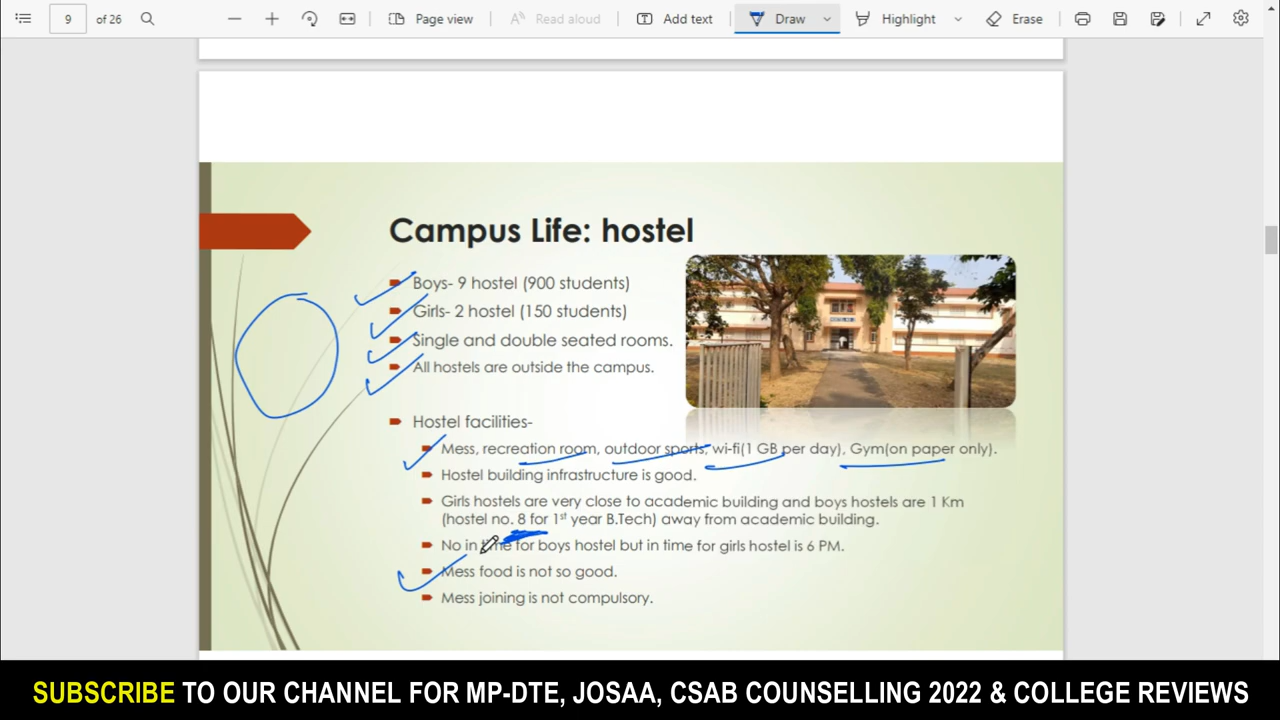 9 of 26 Page view Read aloud Add text Draw Highlight Erase
Campus Life: hostel
Boys- 9 hostel (900 students)
Girls- 2 hostel (150 students)
Single and double seated rooms.
All hostels are outside the campus.
Hostel facilities-
Mess, recreation room, outdoor sports, wi-fi(1 GB per day), Gym(on paper only).
Hostel building infrastructure is good.
Girls hostels are very close to academic building and boys hostels are 1 Km
(hostel no. 8 for 1st year B.Tech) away from academic building.
No in time for boys hostel but in time for girls hostel is 6 PM.
Mess food is not so good.
Mess joining is not compulsory.
SUBSCRIBE TO OUR CHANNEL FOR MP-DTE, JOSAA, CSAB COUNSELLING 2022 & COLLEGE REVIEWS